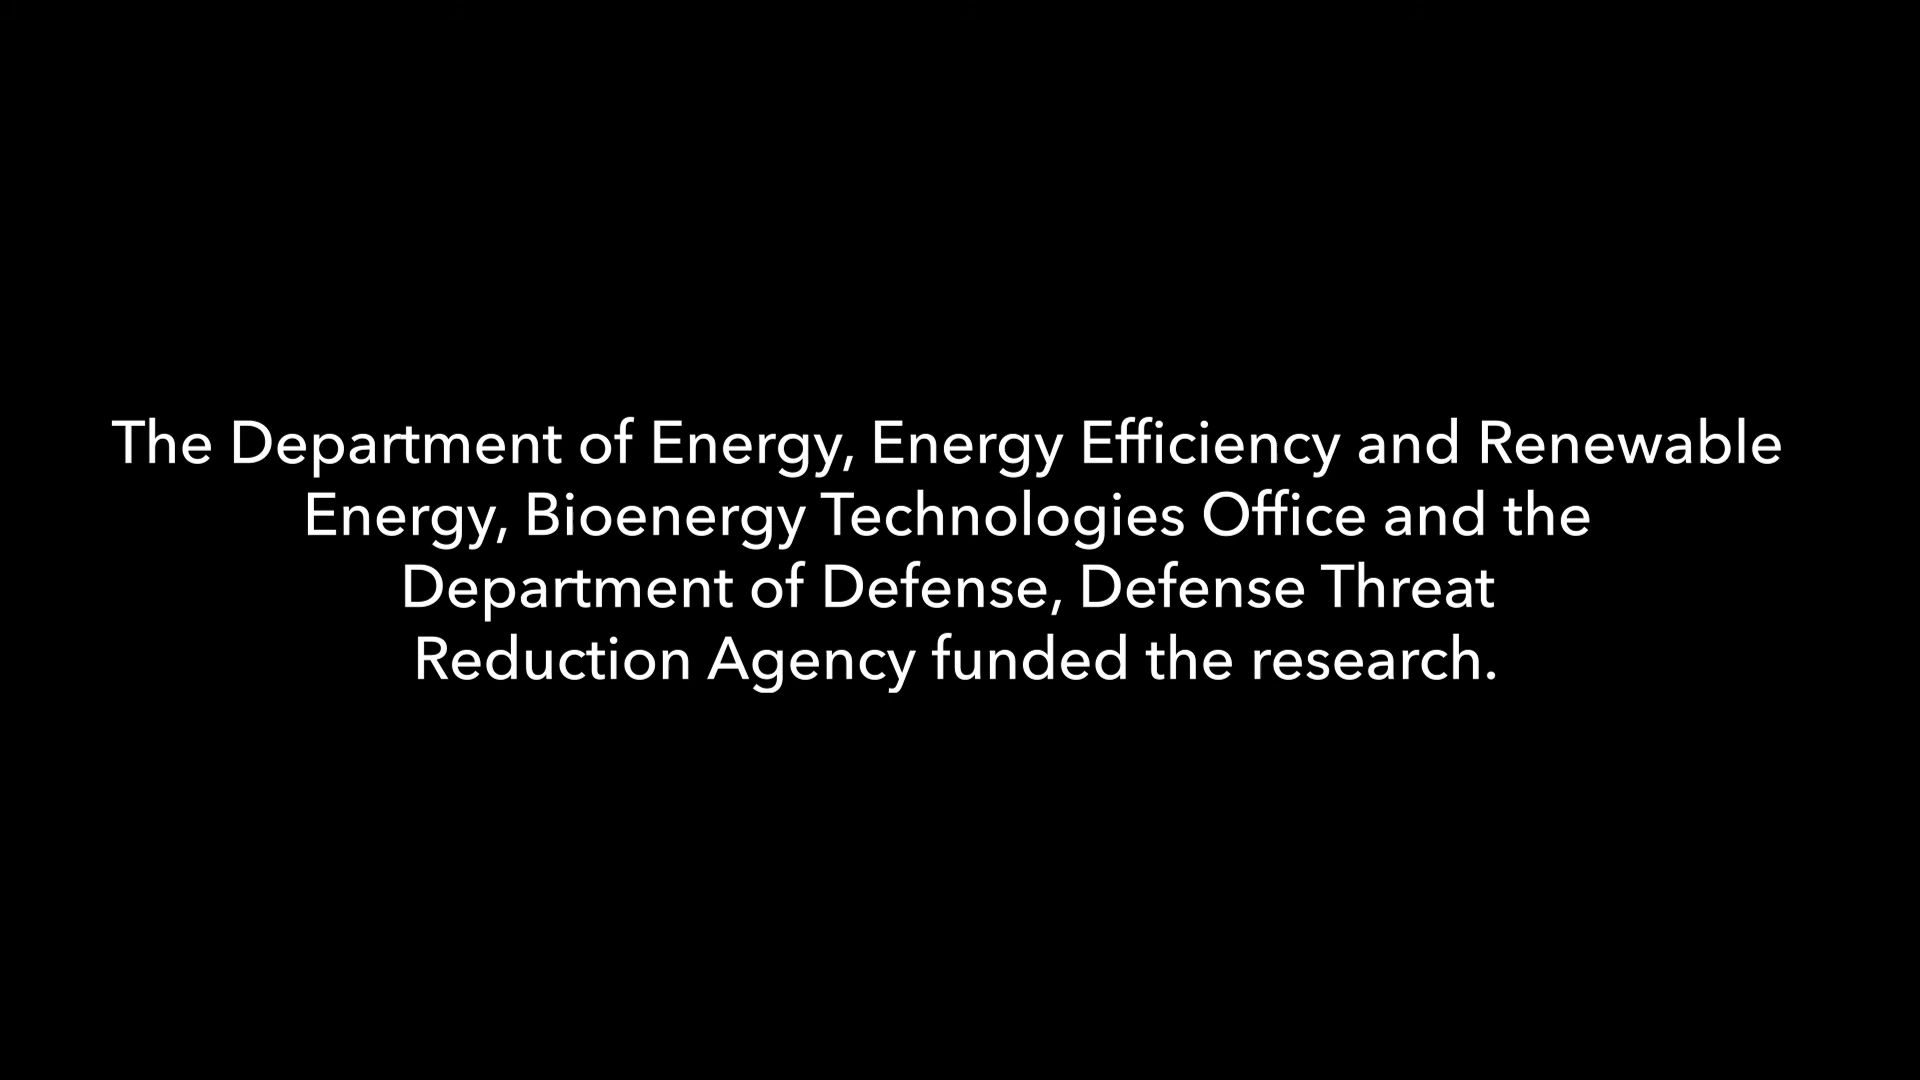 The Department of Energy, Energy Efficiency and Renewable
Energy, Bioenergy Technologies Office and the
Department of Defense, Defense Threat
Reduction Agency funded the research.